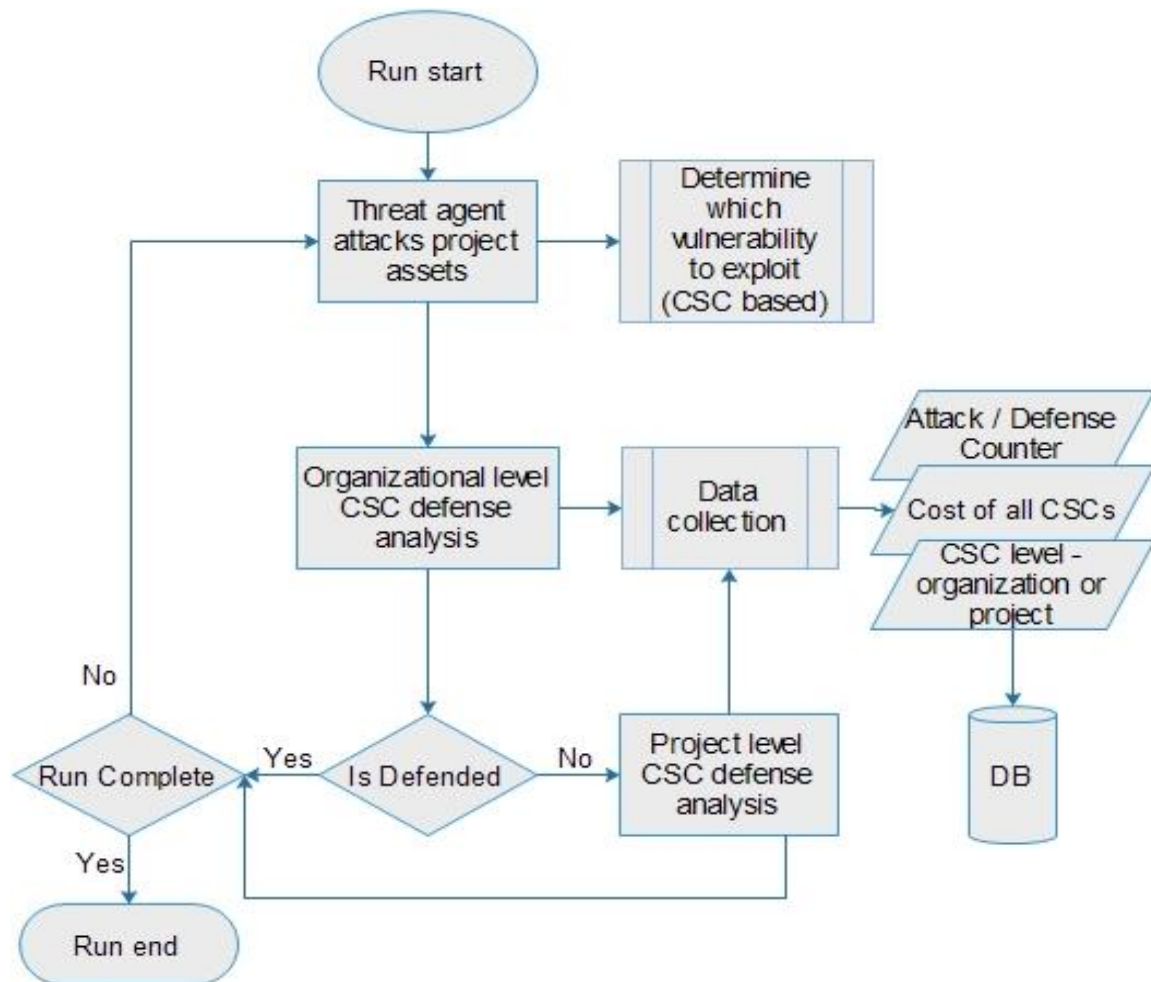 Run start
Threat agent
attacks project
assets
Determine
which
vulnerability
to exploit
(CSC based)
Organizational level
CSC defense
analysis
Data
collection
Attack / Defense
Counter
Cost of all CSCs
CSC level -
organization or
project
No
Run Complete
Yes
Is Defended
No
Project level
CSC defense
analysis
DB
Yes
Run end